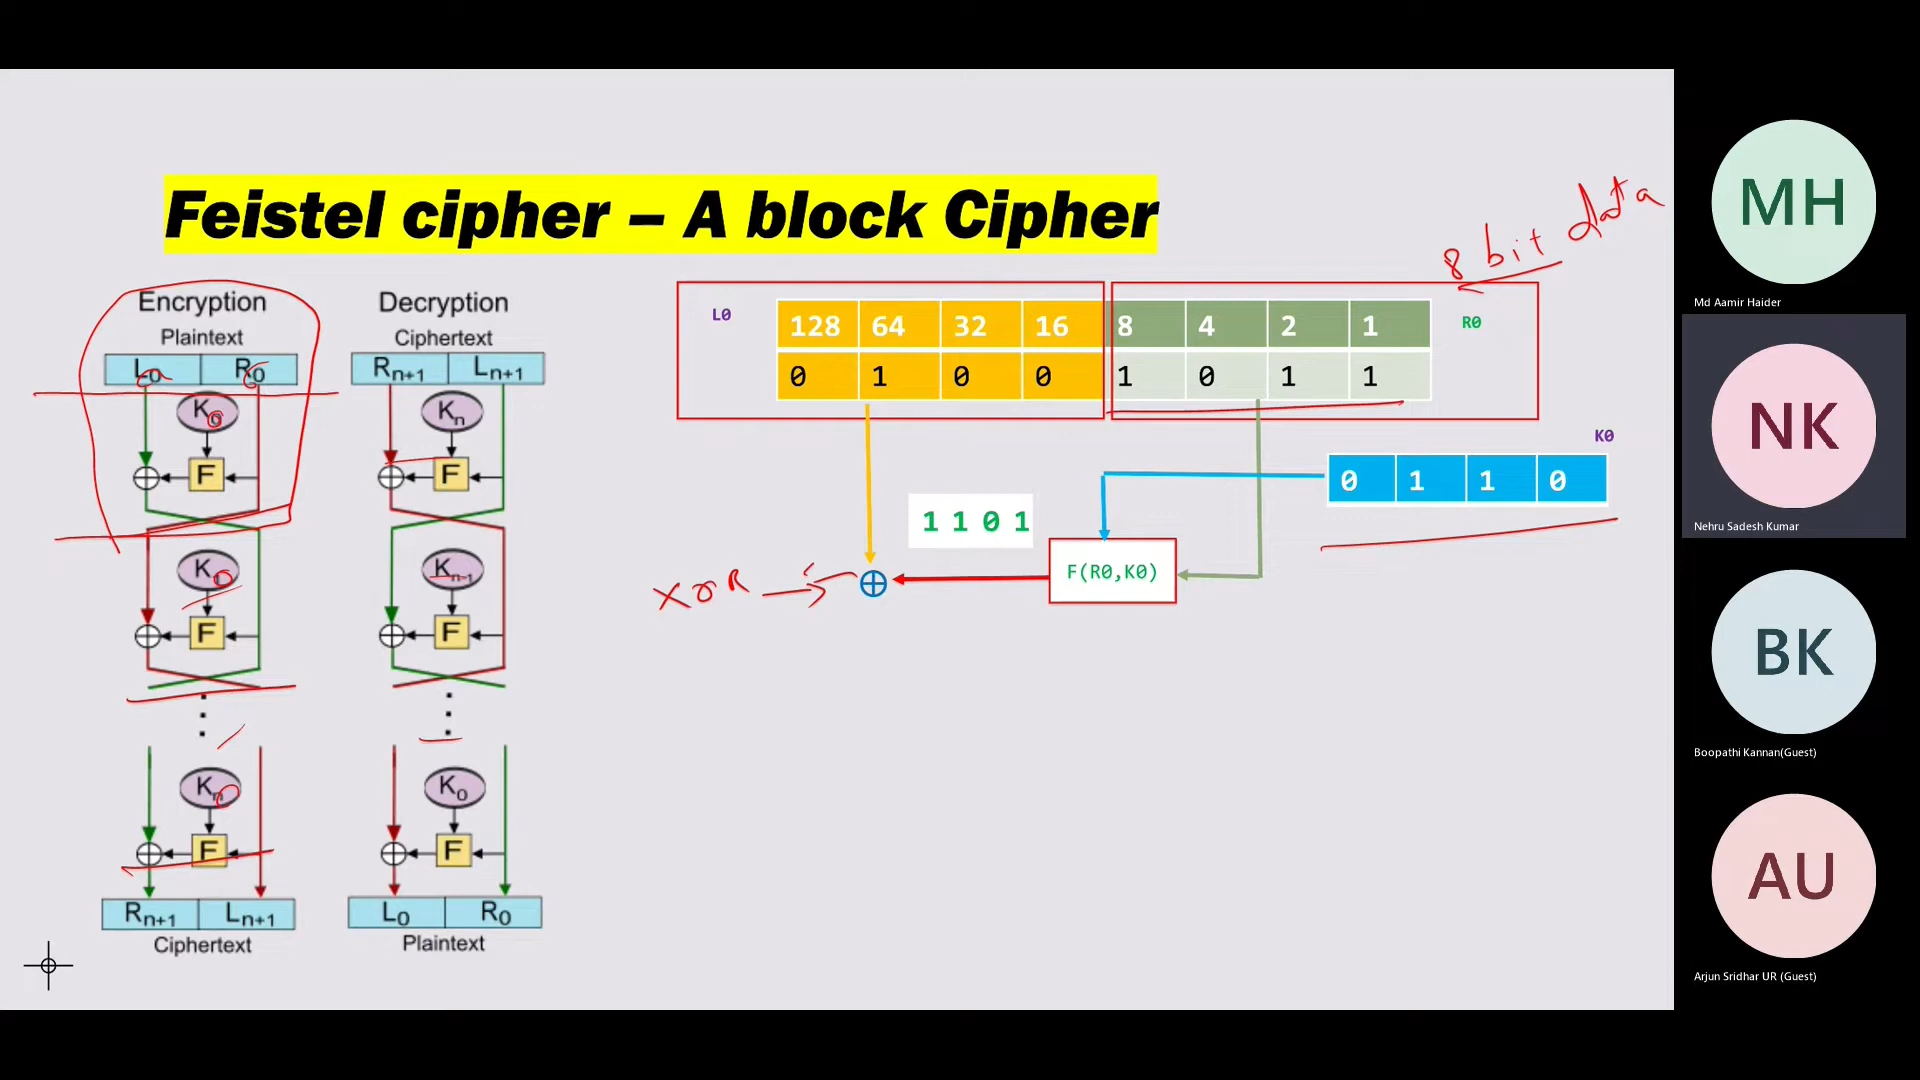 Feistel cipher – A block Cipher
8 bit data
Encryption
Plaintext
L0 R0
K0
F
K1
F
Kn
F
Rn+1 Ln+1
Ciphertext
Decryption
Ciphertext
Rn+1 Ln+1
Kn
F
Kn-1
F
K0
F
L0 R0
Plaintext
L0
128 64 32 16 8 4 2 1
R0
0 1 0 0 1 0 1 1
K0
0 1 1 0
1 1 0 1
F(R0,K0)
XOR
MH
Md Aamir Haider
NK
Nehru Sadesh Kumar
BK
Boopathi Kannan(Guest)
AU
Arjun Sridhar UR (Guest)